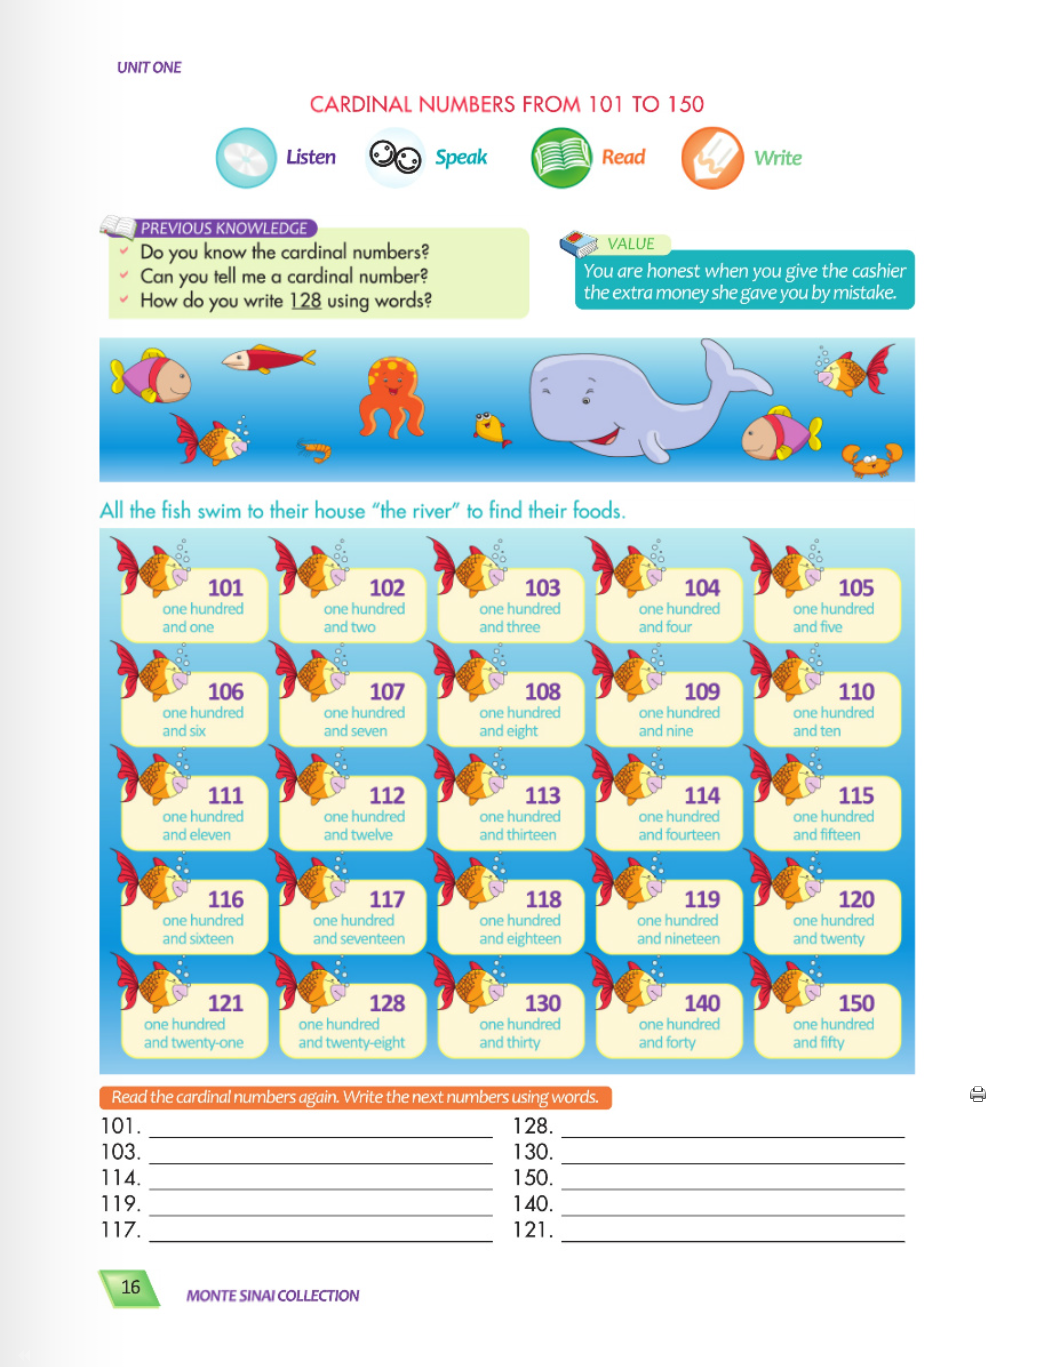 UNIT ONE
CARDINAL NUMBERS FROM 101 TO 150
Listen Speak Read Write
PREVIOUS KNOWLEDGE
Do you know the cardinal numbers?
Can you tell me a cardinal number?
How do you write 128 using words?
VALUE
You are honest when you give the cashier
the extra money she gave you by mistake.
All the fish swim to their house “the river” to find their foods.
101
one hundred
and one
102
one hundred
and two
103
one hundred
and three
104
one hundred
and four
105
one hundred
and five
106
one hundred
and six
107
one hundred
and seven
108
one hundred
and eight
109
one hundred
and nine
110
one hundred
and ten
111
one hundred
and eleven
112
one hundred
and twelve
113
one hundred
and thirteen
114
one hundred
and fourteen
115
one hundred
and fifteen
116
one hundred
and sixteen
117
one hundred
and seventeen
118
one hundred
and eighteen
119
one hundred
and nineteen
120
one hundred
and twenty
121
one hundred
and twenty-one
128
one hundred
and twenty-eight
130
one hundred
and thirty
140
one hundred
and forty
150
one hundred
and fifty
Read the cardinal numbers again. Write the next numbers using words.
101.
103.
114.
119.
117.
128.
130.
150.
140.
121.
16
MONTE SINAI COLLECTION